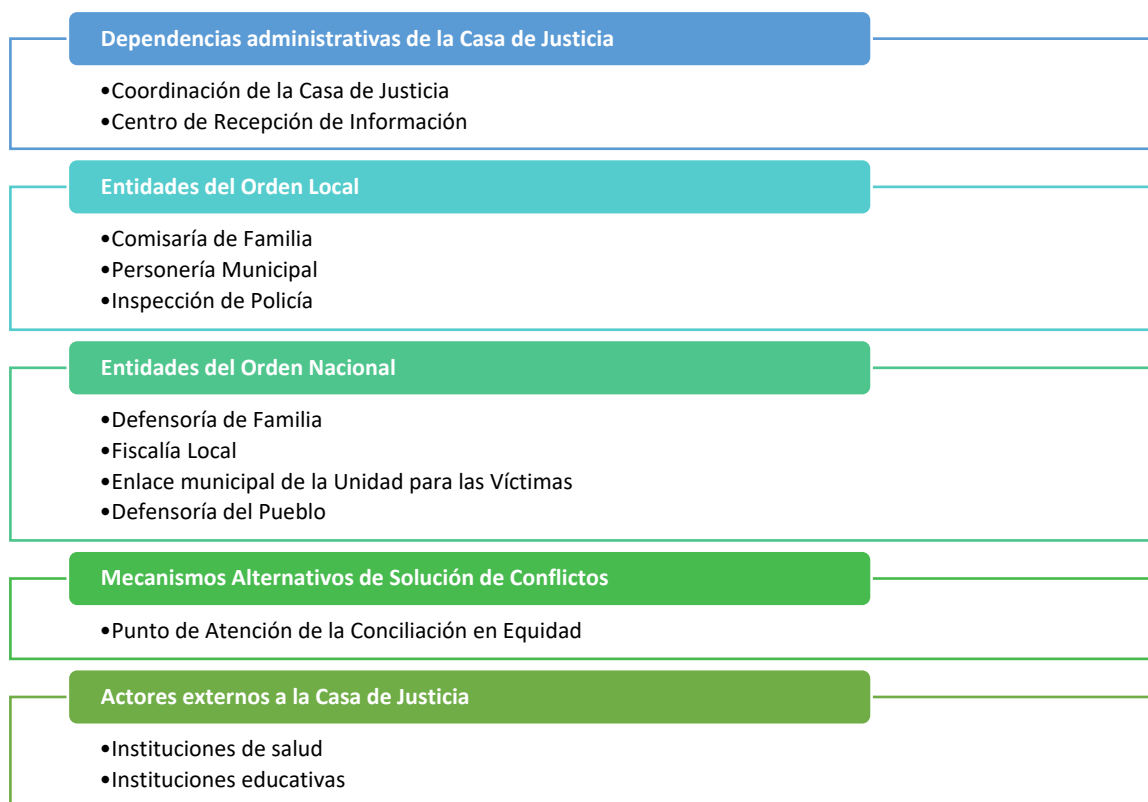 Dependencias administrativas de la Casa de Justicia
•Coordinación de la Casa de Justicia
•Centro de Recepción de Información
Entidades del Orden Local
•Comisaría de Familia
•Personería Municipal
•Inspección de Policía
Entidades del Orden Nacional
•Defensoría de Familia
•Fiscalía Local
•Enlace municipal de la Unidad para las Víctimas
•Defensoría del Pueblo
Mecanismos Alternativos de Solución de Conflictos
•Punto de Atención de la Conciliación en Equidad
Actores externos a la Casa de Justicia
•Instituciones de salud
•Instituciones educativas